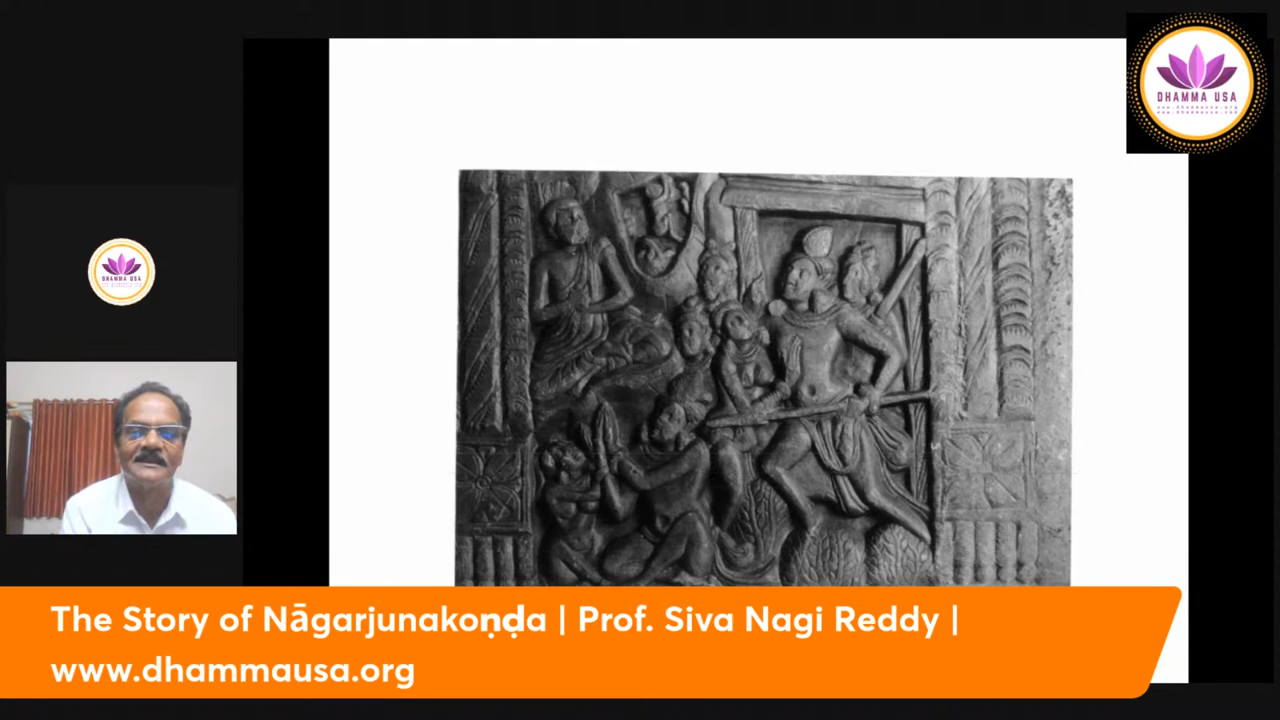 DHAMMA USA
DHAMMA USA
The Story of Nāgarjunakoṇḍa | Prof. Siva Nagi Reddy |
www.dhammausa.org